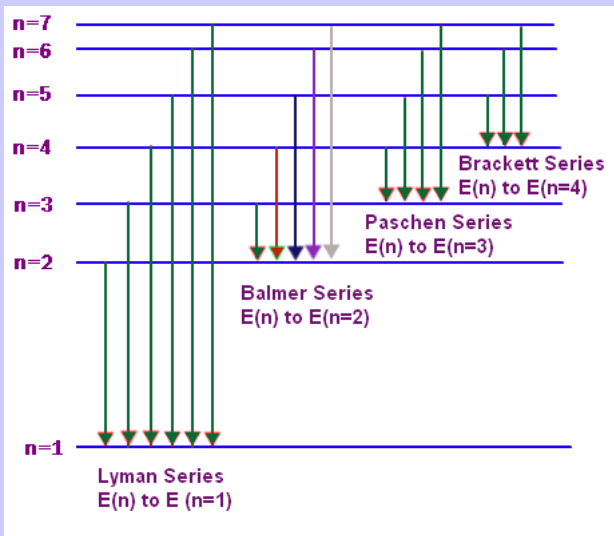 n=7
n=6
n=5
n=4
Brackett Series
E(n) to E(n=4)
n=3
Paschen Series
E(n) to E(n=3)
n=2
Balmer Series
E(n) to E(n=2)
n=1
Lyman Series
E(n) to E (n=1)